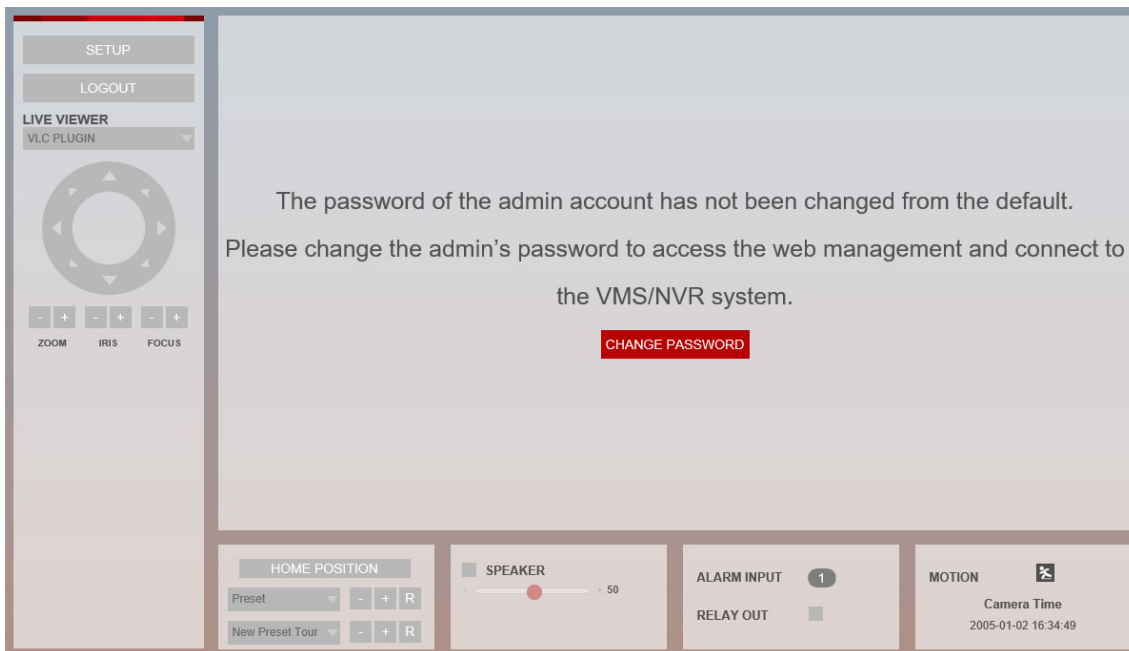 SETUP
LOGOUT
LIVE VIEWER
VLC PLUGIN
- + - + - +
ZOOM IRIS FOCUS
The password of the admin account has not been changed from the default.
Please change the admin's password to access the web management and connect to
the VMS/NVR system.
CHANGE PASSWORD
HOME POSITION
Preset - + R
New Preset Tour - + R
SPEAKER
- + 50
ALARM INPUT 1
RELAY OUT
MOTION
Camera Time
2005-01-02 16:34:49